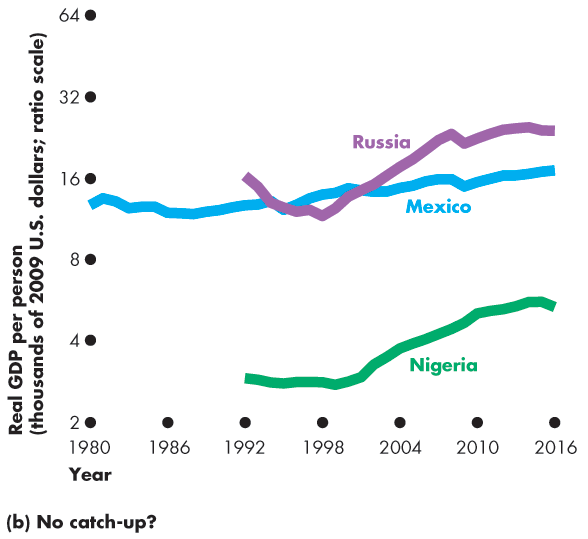 Real GDP per person
(thousands of 2009 U.S. dollars; ratio scale)
64
32
16
8
4
2
Russia
Mexico
Nigeria
1980 1986 1992 1998 2004 2010 2016
Year
(b) No catch-up?